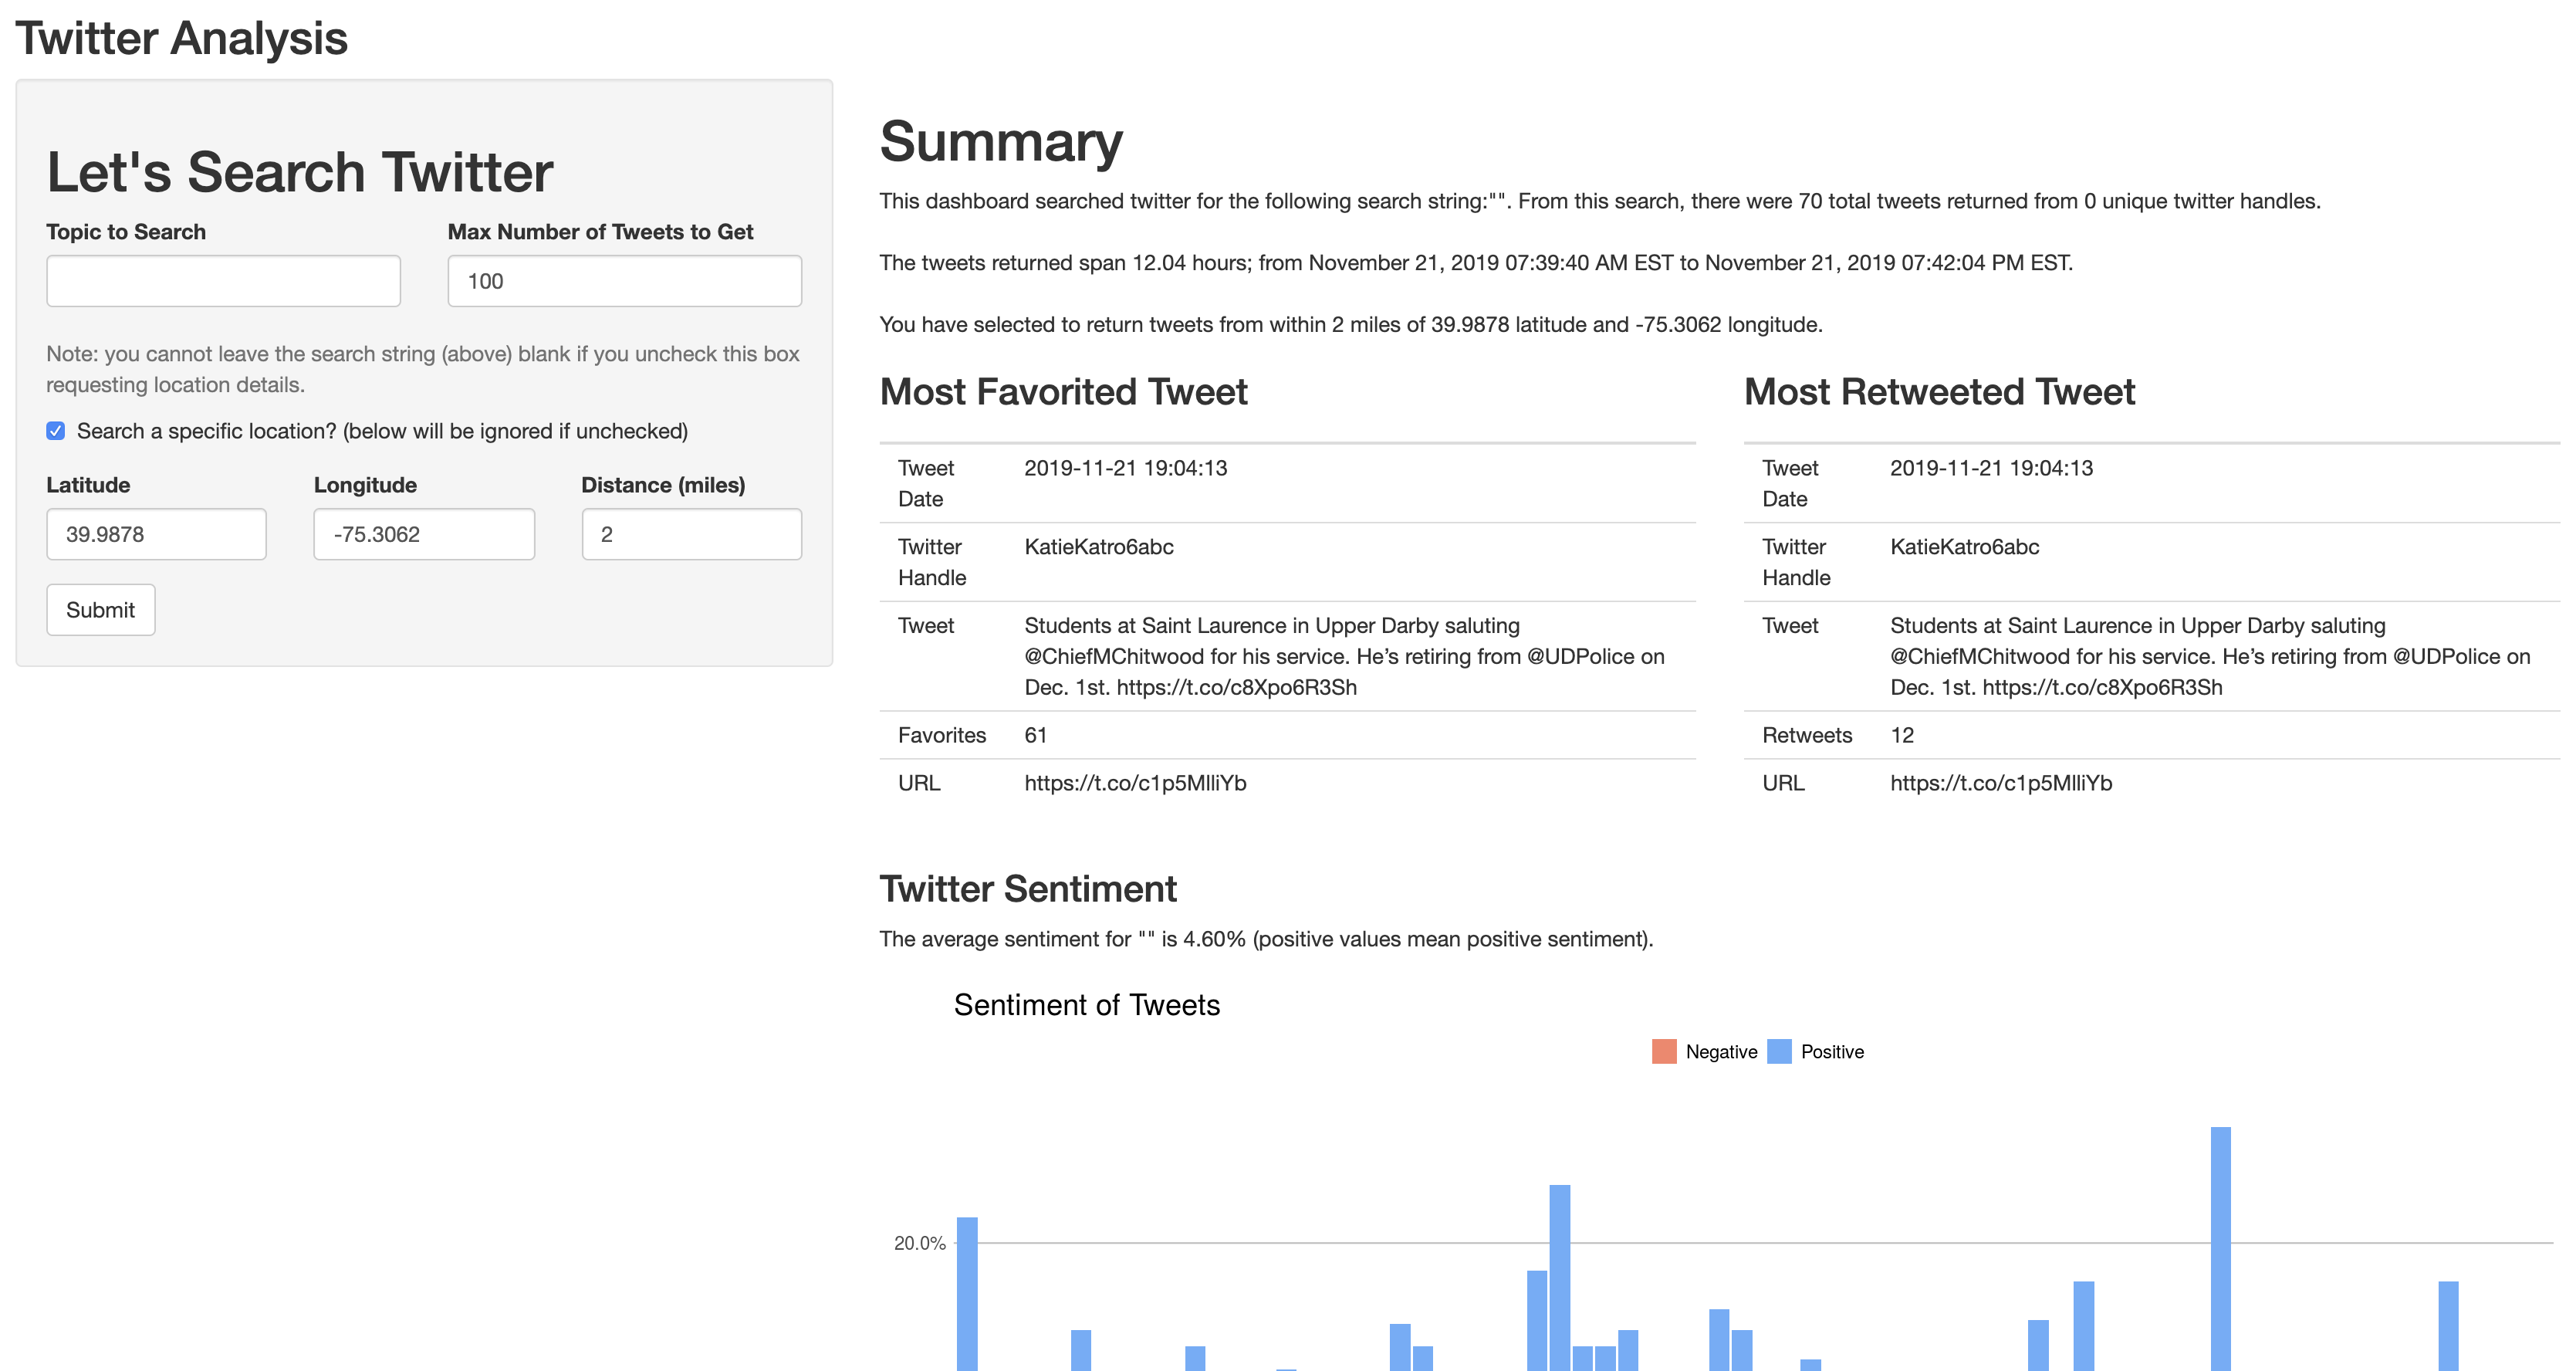 Twitter Analysis
Let's Search Twitter
Topic to Search
Max Number of Tweets to Get
100
Note: you cannot leave the search string (above) blank if you uncheck this box
requesting location details.
Search a specific location? (below will be ignored if unchecked)
Latitude
Longitude
Distance (miles)
39.9878
-75.3062
2
Submit
Summary
This dashboard searched twitter for the following search string:"". From this search, there were 70 total tweets returned from 0 unique twitter handles.
The tweets returned span 12.04 hours; from November 21, 2019 07:39:40 AM EST to November 21, 2019 07:42:04 PM EST.
You have selected to return tweets from within 2 miles of 39.9878 latitude and -75.3062 longitude.
Most Favorited Tweet
Tweet
Date
2019-11-21 19:04:13
Twitter
Handle
KatieKatro6abc
Tweet
Students at Saint Laurence in Upper Darby saluting
@ChiefMChitwood for his service. He’s retiring from @UDPolice on
Dec. 1st. https://t.co/c8Xpo6R3Sh
Favorites
61
URL
https://t.co/c1p5MlliYb
Most Retweeted Tweet
Tweet
Date
2019-11-21 19:04:13
Twitter
Handle
KatieKatro6abc
Tweet
Students at Saint Laurence in Upper Darby saluting
@ChiefMChitwood for his service. He’s retiring from @UDPolice on
Dec. 1st. https://t.co/c8Xpo6R3Sh
Retweets
12
URL
https://t.co/c1p5MlliYb
Twitter Sentiment
The average sentiment for "" is 4.60% (positive values mean positive sentiment).
Sentiment of Tweets
Negative
Positive
20.0%